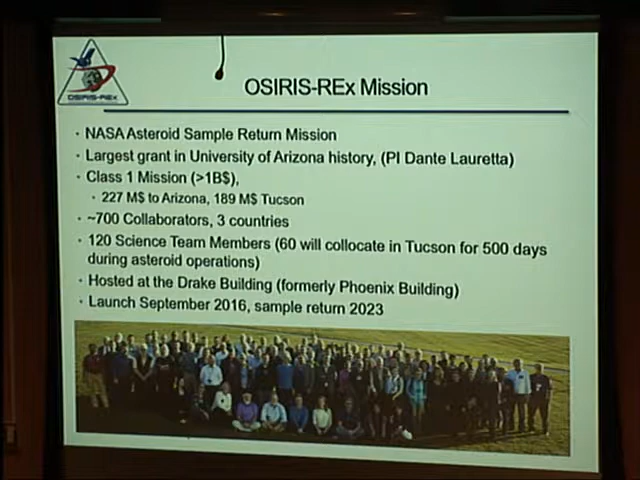 OSIRIS-REx
OSIRIS-REx Mission
· NASA Asteroid Sample Return Mission
· Largest grant in University of Arizona history, (PI Dante Lauretta)
· Class 1 Mission (>1B$),
· 227 M$ to Arizona, 189 M$ Tucson
· ~700 Collaborators, 3 countries
· 120 Science Team Members (60 will collocate in Tucson for 500 days
during asteroid operations)
· Hosted at the Drake Building (formerly Phoenix Building)
· Launch September 2016, sample return 2023